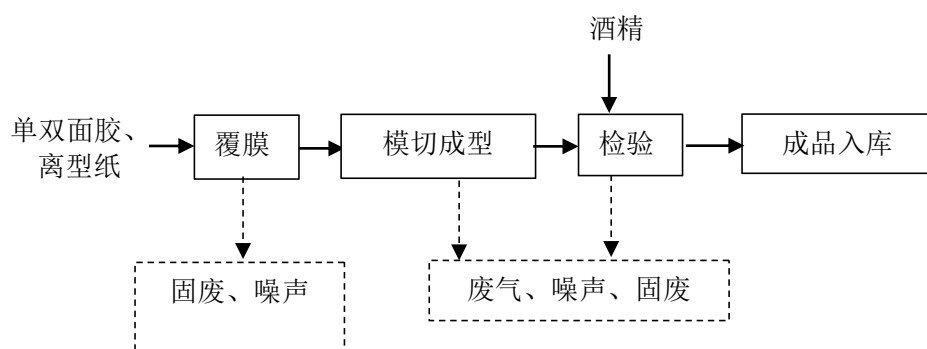 酒精
单双面胶、
离型纸
覆膜
模切成型
检验
成品入库
固废、噪声
废气、噪声、固废